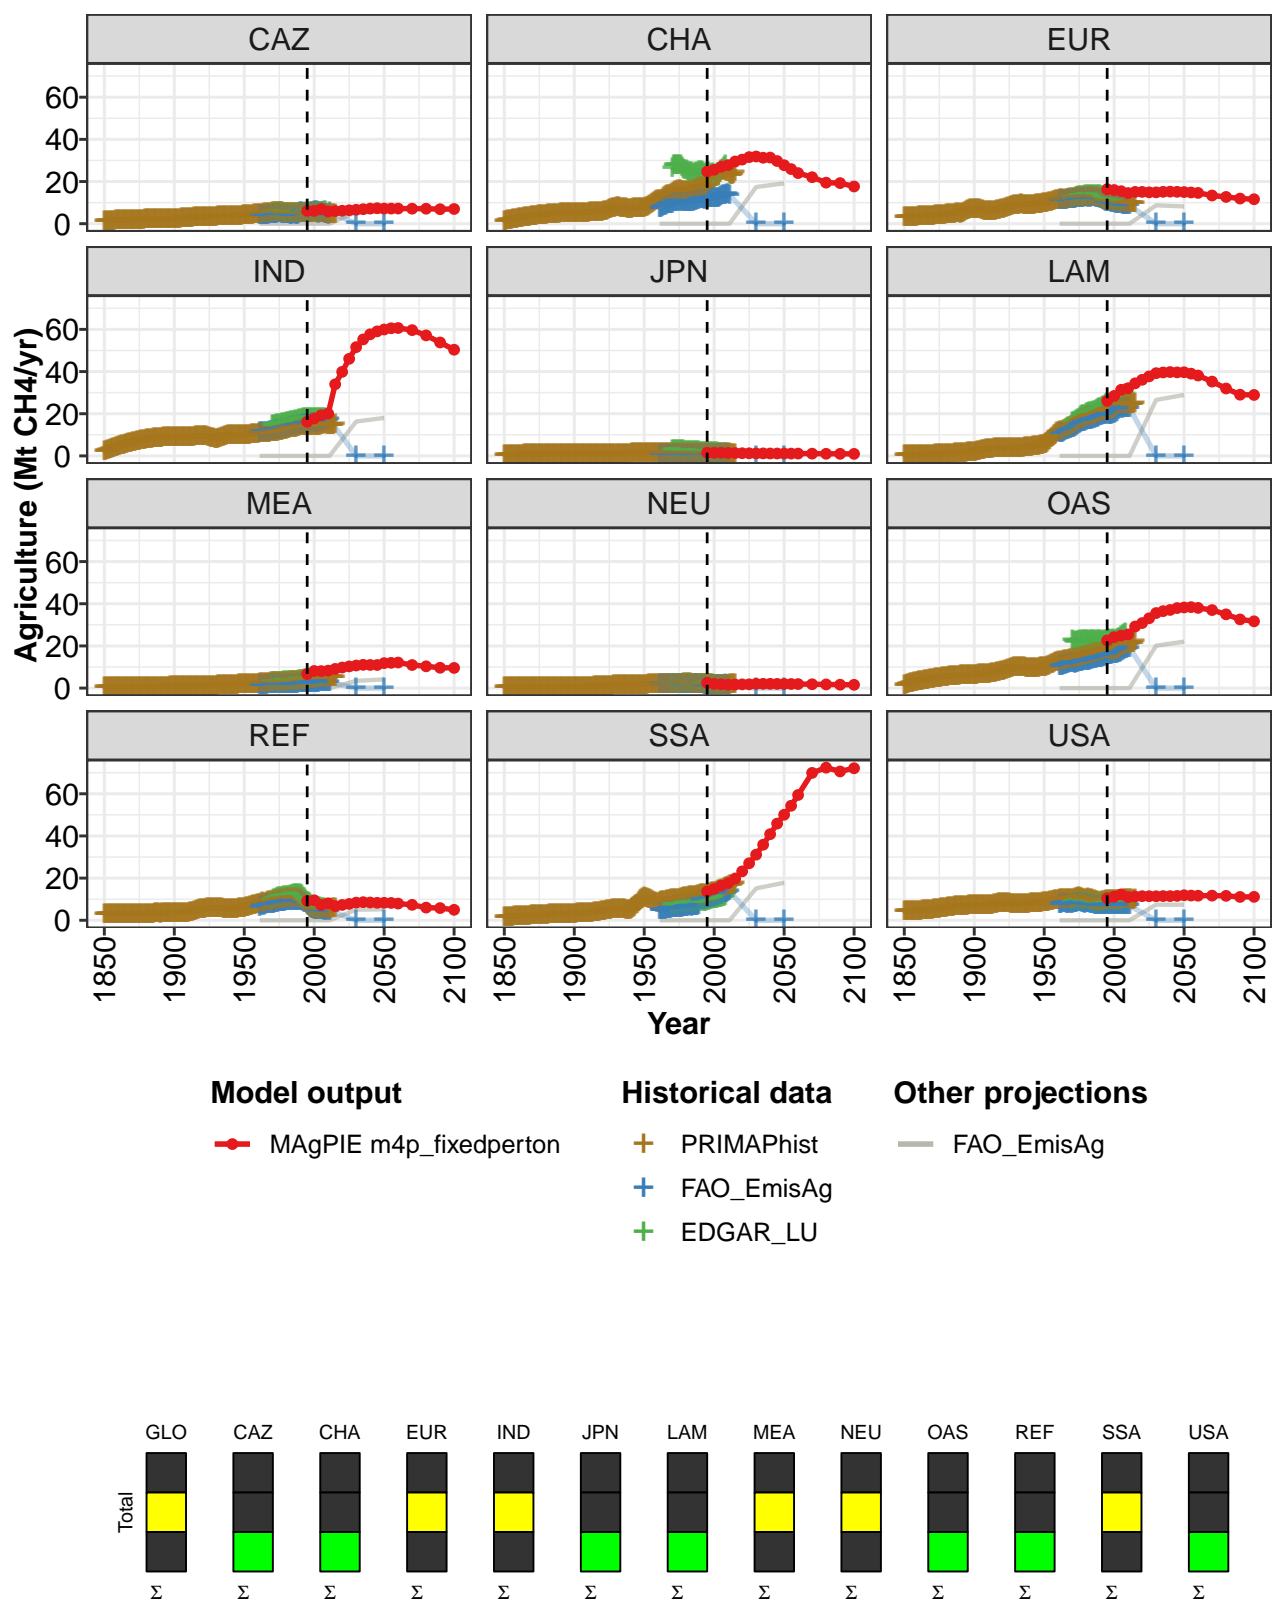 CAZ CHA EUR
60
40
20
0
IND JPN LAM
60
40
20
0
MEA NEU OAS
60
40
20
0
REF SSA USA
60
40
20
0
Agriculture (Mt CH4/yr)
1850 1900 1950 2000 2050 2100 1850 1900 1950 2000 2050 2100 1850 1900 1950 2000 2050 2100
Year
Model output Historical data Other projections
MAgPIE m4p_fixedperton PRIMAPhist FAO_EmisAg
FAO_EmisAg
EDGAR_LU
GLO CAZ CHA EUR IND JPN LAM MEA NEU OAS REF SSA USA
Total
Σ Σ Σ Σ Σ Σ Σ Σ Σ Σ Σ Σ Σ